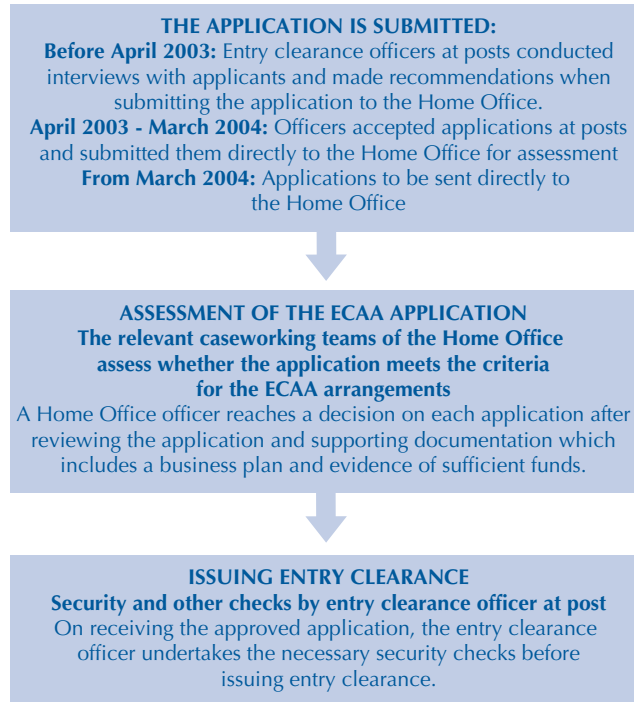 THE APPLICATION IS SUBMITTED:
Before April 2003: Entry clearance officers at posts conducted
interviews with applicants and made recommendations when
submitting the application to the Home Office.
April 2003 - March 2004: Officers accepted applications at posts
and submitted them directly to the Home Office for assessment
From March 2004: Applications to be sent directly to
the Home Office
ASSESSMENT OF THE ECAA APPLICATION
The relevant caseworking teams of the Home Office
assess whether the application meets the criteria
for the ECAA arrangements
A Home Office officer reaches a decision on each application after
reviewing the application and supporting documentation which
includes a business plan and evidence of sufficient funds.
ISSUING ENTRY CLEARANCE
Security and other checks by entry clearance officer at post
On receiving the approved application, the entry clearance
officer undertakes the necessary security checks before
issuing entry clearance.